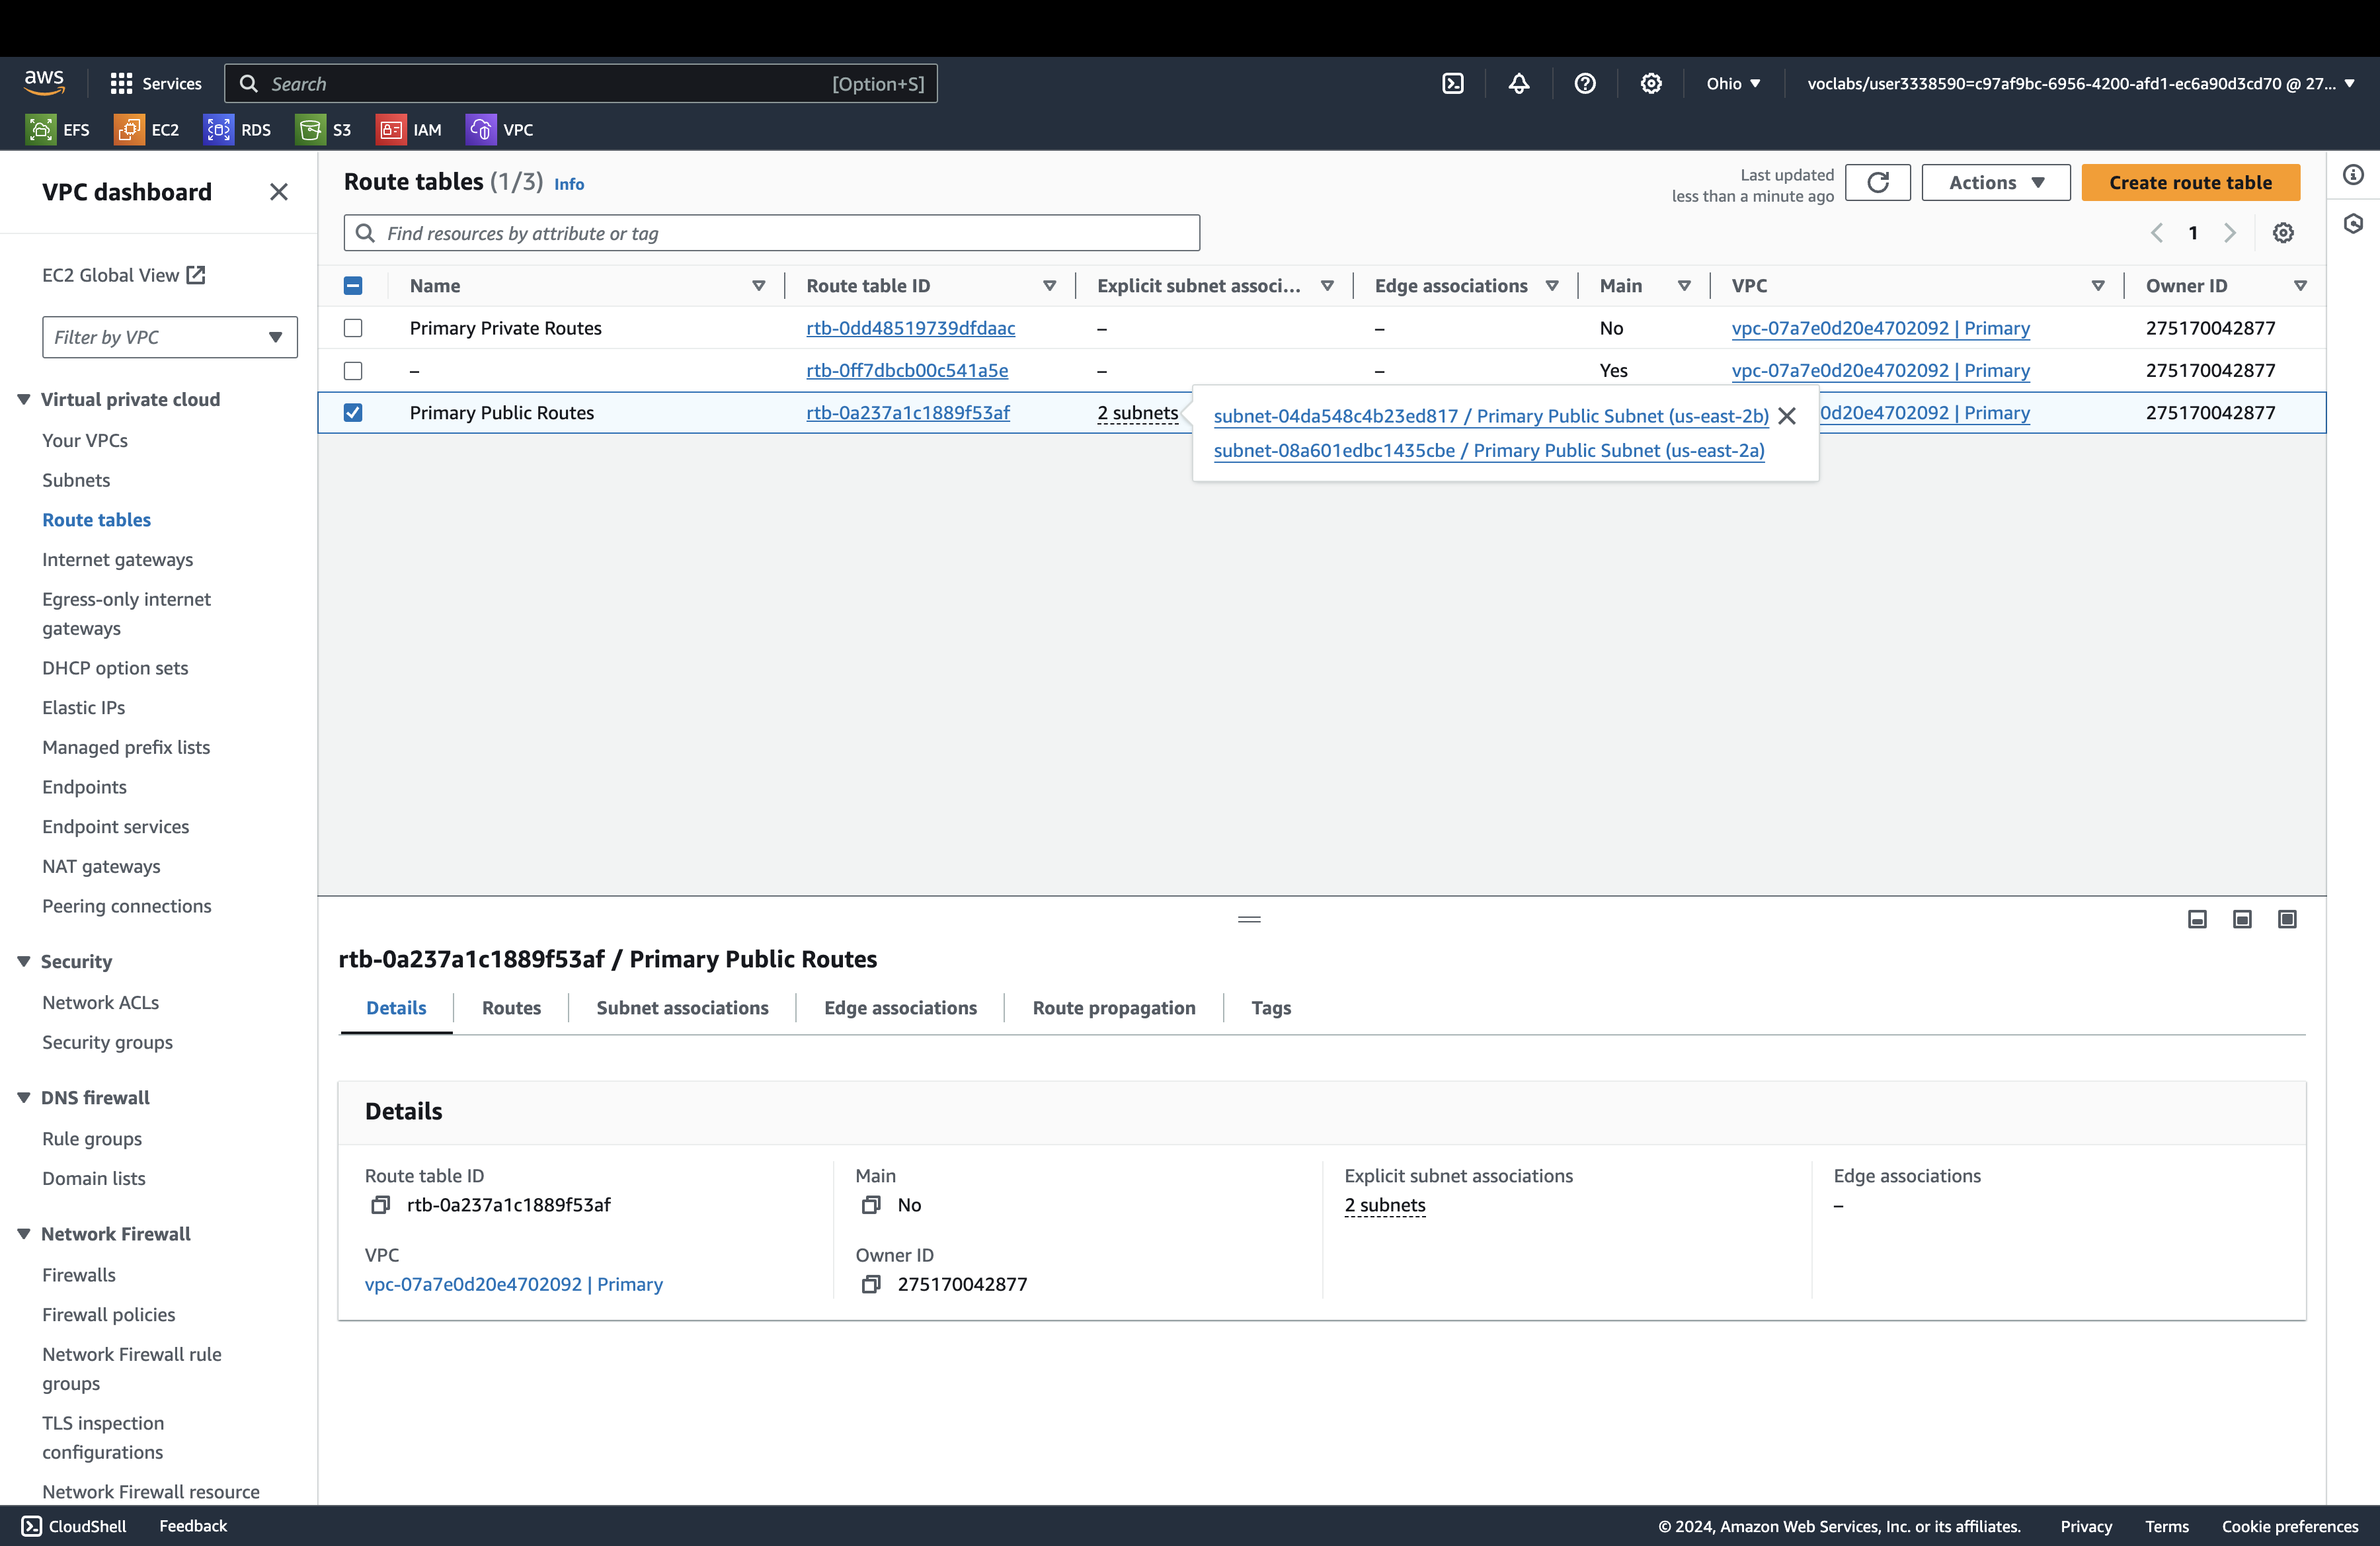 aws
Services
Search [Option+S]
Ohio
voclabs/user3338590=c97af9bc-6956-4200-afd1-ec6a90d3cd70 @ 27...
EFS EC2 RDS S3 IAM VPC
VPC dashboard
EC2 Global View
Filter by VPC
Virtual private cloud
Your VPCs
Subnets
Route tables
Internet gateways
Egress-only internet
gateways
DHCP option sets
Elastic IPs
Managed prefix lists
Endpoints
Endpoint services
NAT gateways
Peering connections
Security
Network ACLs
Security groups
DNS firewall
Rule groups
Domain lists
Network Firewall
Firewalls
Firewall policies
Network Firewall rule
groups
TLS inspection
configurations
Network Firewall resource
Route tables (1/3) Info
Last updated
less than a minute ago
Actions
Create route table
Find resources by attribute or tag
1
Name Route table ID Explicit subnet associ... Edge associations Main VPC Owner ID
Primary Private Routes rtb-0dd48519739dfdaac – – No vpc-07a7e0d20e4702092 | Primary 275170042877
– rtb-0ff7dbcb00c541a5e – – Yes vpc-07a7e0d20e4702092 | Primary 275170042877
Primary Public Routes rtb-0a237a1c1889f53af 2 subnets 0d20e4702092 | Primary 275170042877
subnet-04da548c4b23ed817 / Primary Public Subnet (us-east-2b)
subnet-08a601edbc1435cbe / Primary Public Subnet (us-east-2a)
rtb-0a237a1c1889f53af / Primary Public Routes
Details Routes Subnet associations Edge associations Route propagation Tags
Details
Route table ID
rtb-0a237a1c1889f53af
Main
No
Explicit subnet associations
2 subnets
Edge associations
–
VPC
vpc-07a7e0d20e4702092 | Primary
Owner ID
275170042877
CloudShell Feedback
© 2024, Amazon Web Services, Inc. or its affiliates. Privacy Terms Cookie preferences